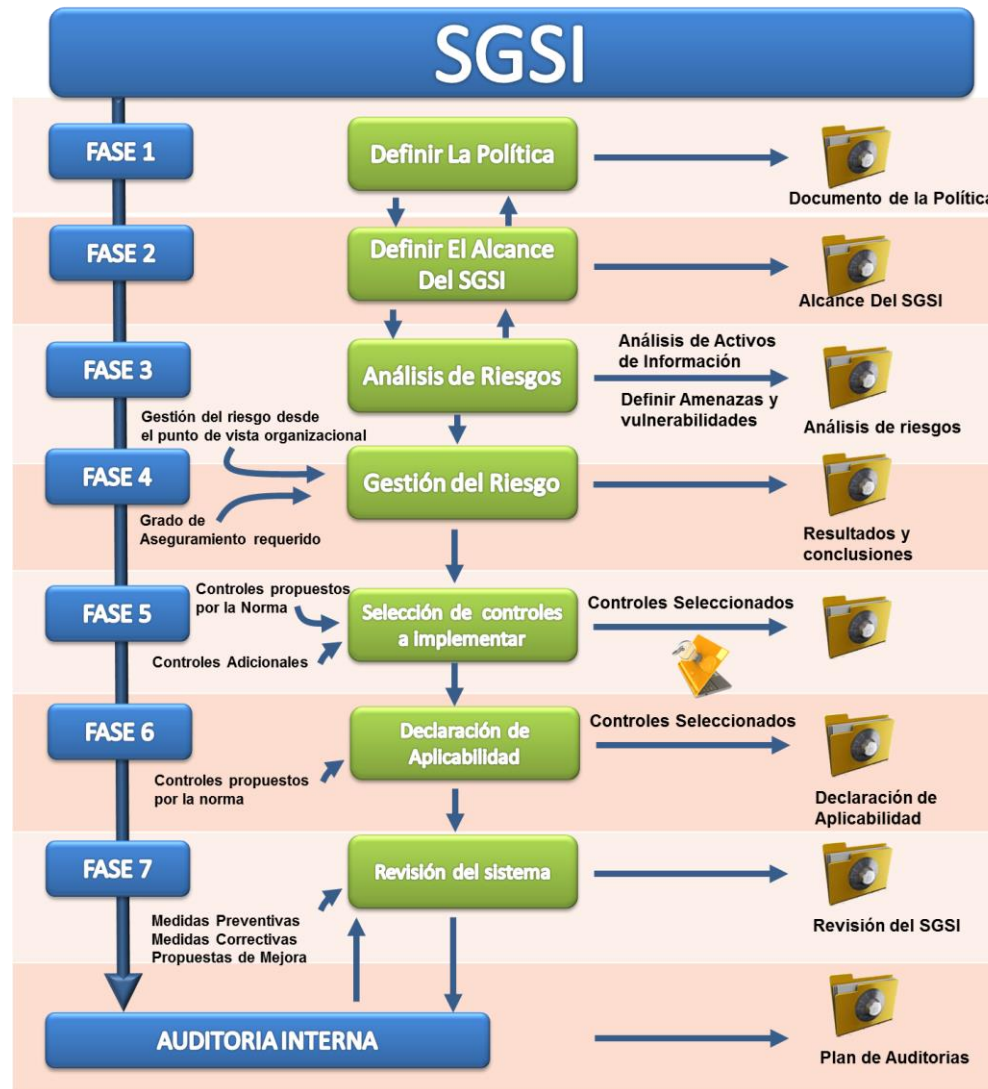 SGSI
FASE 1
Definir La Política
Documento de la Política
FASE 2
Definir El Alcance
Del SGSI
Alcance Del SGSI
FASE 3
Análisis de Riesgos
Análisis de Activos
de Información
Definir Amenazas y
vulnerabilidades
Análisis de riesgos
Gestión del riesgo desde
el punto de vista organizacional
FASE 4
Gestión del Riesgo
Grado de
Aseguramiento requerido
Resultados y
conclusiones
FASE 5
Controles propuestos
por la Norma
Controles Adicionales
Selección de controles
a implementar
Controles Seleccionados
FASE 6
Declaración de
Aplicabilidad
Controles Seleccionados
Controles propuestos
por la norma
Declaración de
Aplicabilidad
FASE 7
Revisión del sistema
Medidas Preventivas
Medidas Correctivas
Propuestas de Mejora
Revisión del SGSI
AUDITORIA INTERNA
Plan de Auditorias